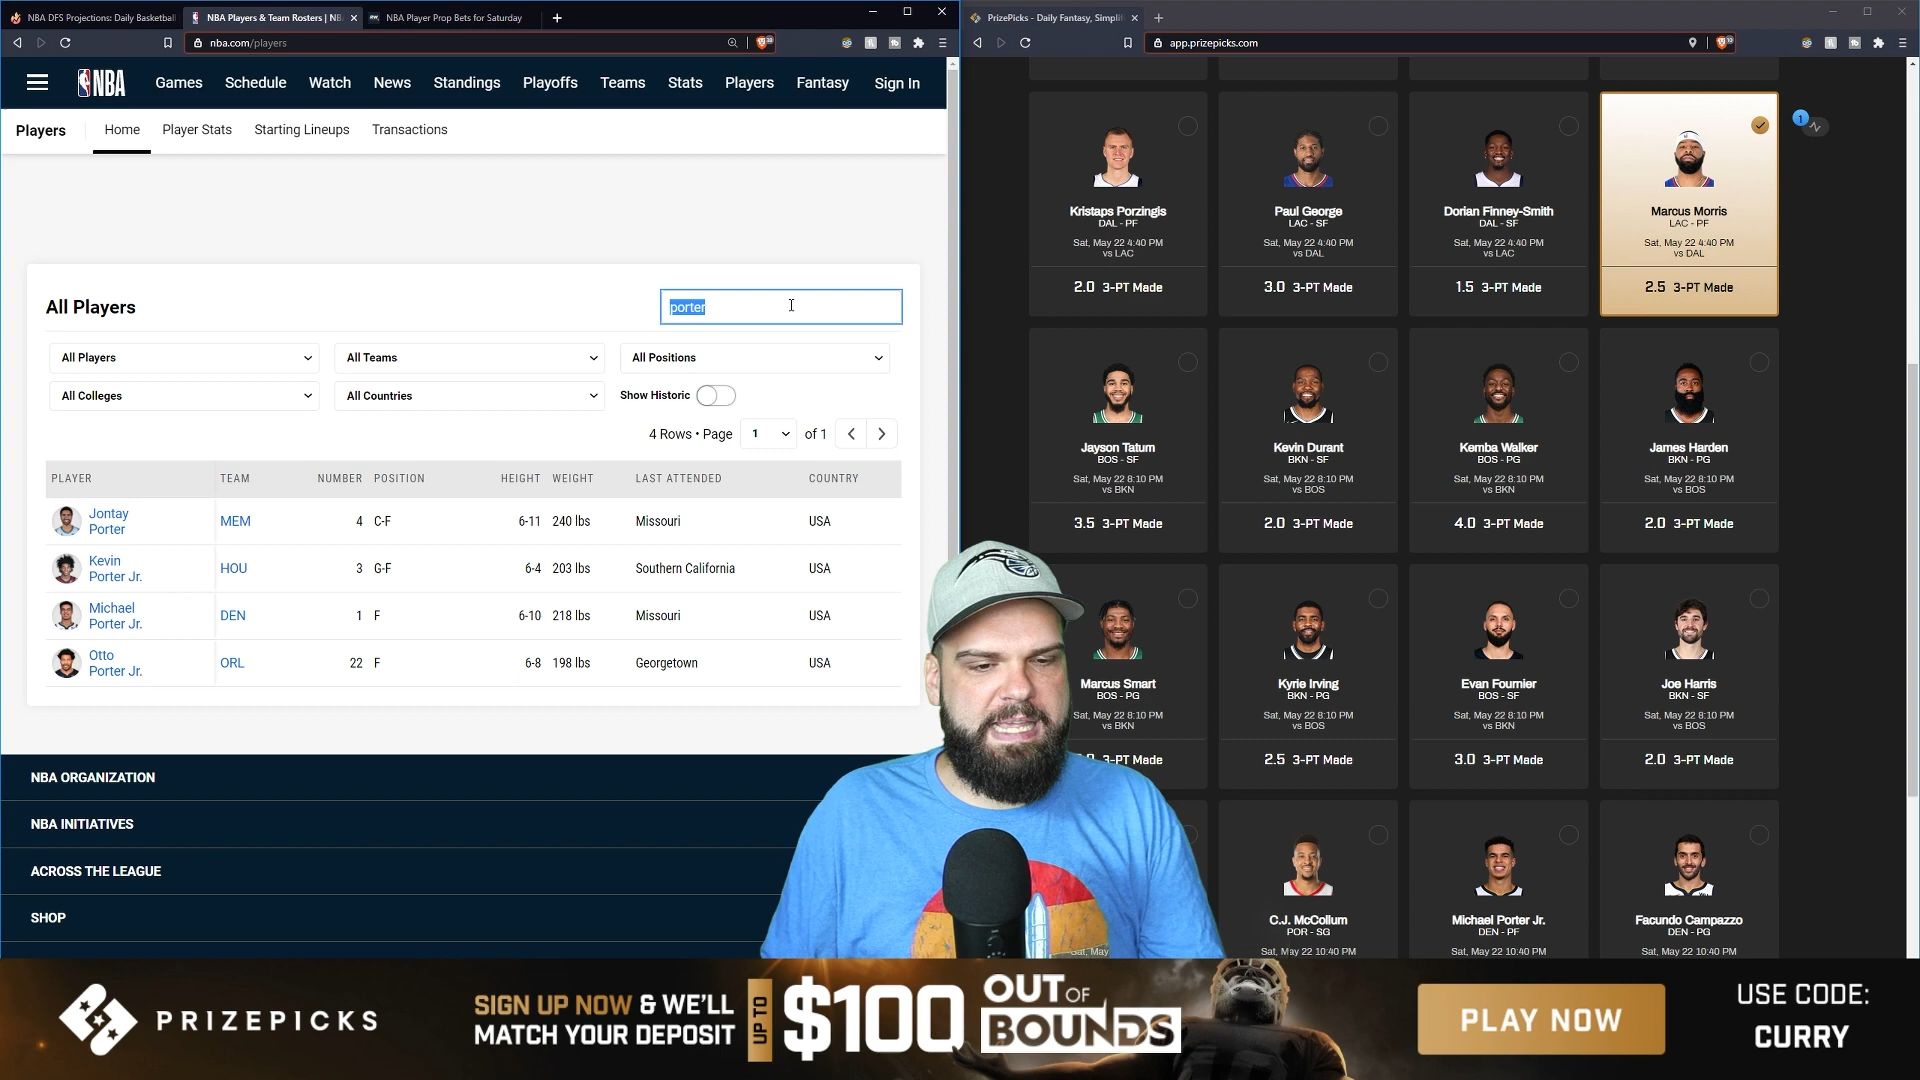 NBA DFS Projections: Daily Basketball
NBA Players & Team Rosters | NB
NBA Player Prop Bets for Saturday
nba.com/players
NBA
Games
Schedule
Watch
News
Standings
Playoffs
Teams
Stats
Players
Fantasy
Sign In
Players
Home
Player Stats
Starting Lineups
Transactions
All Players
porter
All Players
All Teams
All Positions
All Colleges
All Countries
Show Historic
4 Rows • Page
1
of 1
PLAYER TEAM NUMBER POSITION HEIGHT WEIGHT LAST ATTENDED COUNTRY
Jontay
Porter
MEM 4 C-F 6-11 240 lbs Missouri USA
Kevin
Porter Jr.
HOU 3 G-F 6-4 203 lbs Southern California USA
Michael
Porter Jr.
DEN 1 F 6-10 218 lbs Missouri USA
Otto
Porter Jr.
ORL 22 F 6-8 198 lbs Georgetown USA
NBA ORGANIZATION
NBA INITIATIVES
ACROSS THE LEAGUE
SHOP
PrizePicks - Daily Fantasy, Simplif
app.prizepicks.com
1
Kristaps Porzingis
DAL - PF
Sat, May 22 4:40 PM
vs LAC
2.0 3-PT Made
Paul George
LAC - SF
Sat, May 22 4:40 PM
vs DAL
3.0 3-PT Made
Dorian Finney-Smith
DAL - SF
Sat, May 22 4:40 PM
vs LAC
1.5 3-PT Made
Marcus Morris
LAC - PF
Sat, May 22 4:40 PM
vs DAL
2.5 3-PT Made
Jayson Tatum
BOS - SF
Sat, May 22 8:10 PM
vs BKN
3.5 3-PT Made
Kevin Durant
BKN - SF
Sat, May 22 8:10 PM
vs BOS
2.0 3-PT Made
Kemba Walker
BOS - PG
Sat, May 22 8:10 PM
vs BKN
4.0 3-PT Made
James Harden
BKN - PG
Sat, May 22 8:10 PM
vs BOS
2.0 3-PT Made
Marcus Smart
BOS - PG
Sat, May 22 8:10 PM
vs BKN
3-PT Made
Kyrie Irving
BKN - PG
Sat, May 22 8:10 PM
vs BOS
2.5 3-PT Made
Evan Fournier
BOS - SF
Sat, May 22 8:10 PM
vs BKN
3.0 3-PT Made
Joe Harris
BKN - SF
Sat, May 22 8:10 PM
vs BOS
2.0 3-PT Made
Sat, May
C.J. McCollum
POR - SG
Sat, May 22 10:40 PM
Michael Porter Jr.
DEN - PF
Sat, May 22 10:40 PM
Facundo Campazzo
DEN - PG
Sat, May 22 10:40 PM
PRIZEPICKS
SIGN UP NOW & WE'LL
MATCH YOUR DEPOSIT
UP TO
$100
OUT OF
BOUNDS
PLAY NOW
USE CODE:
CURRY